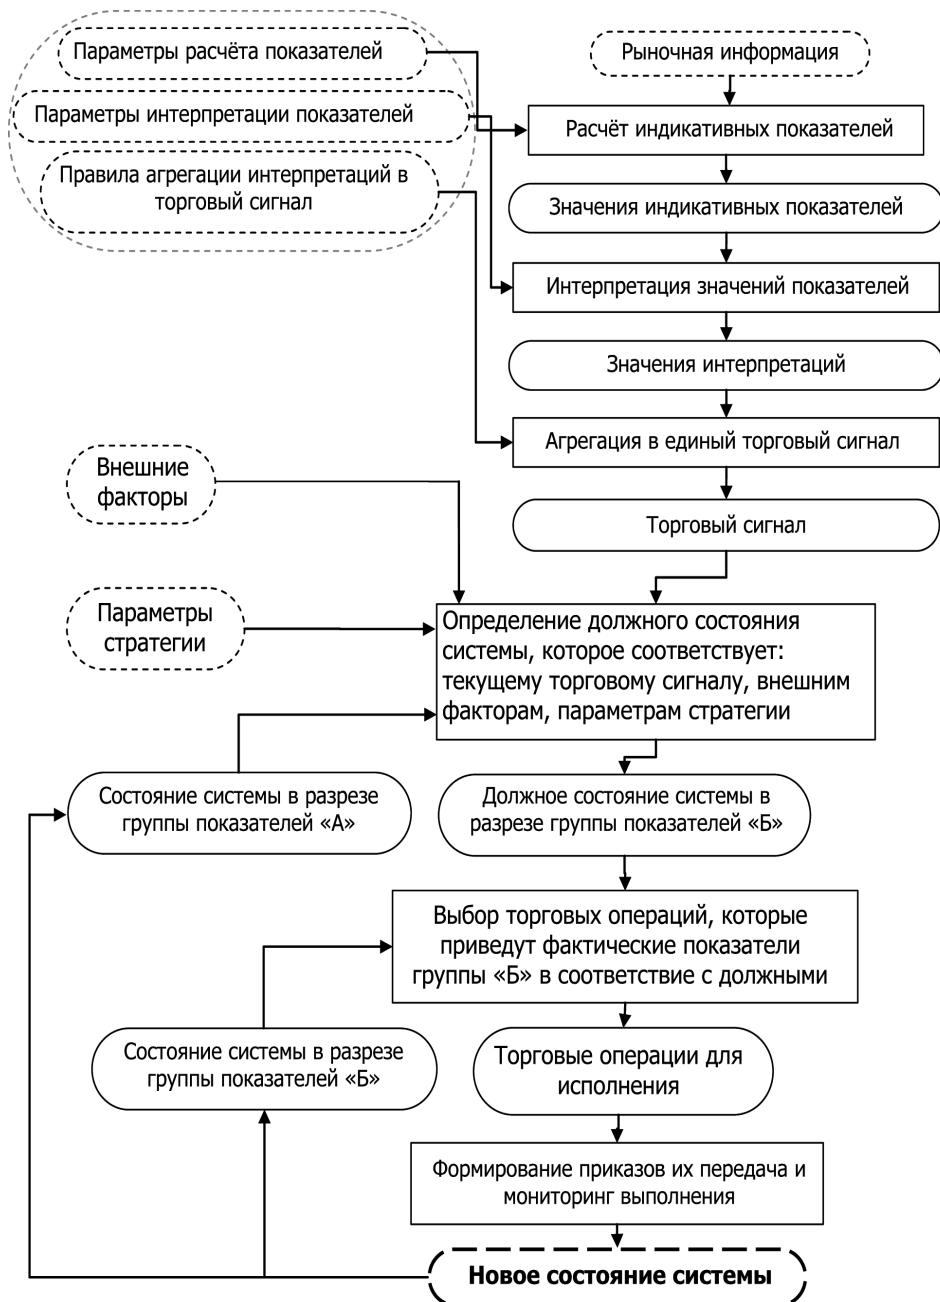 Параметры расчёта показателей
Рыночная информация
Параметры интерпретации показателей
Расчёт индикативных показателей
Правила агрегации интерпретаций в
торговый сигнал
Значения индикативных показателей
Интерпретация значений показателей
Значения интерпретаций
Агрегация в единый торговый сигнал
Внешние
факторы
Торговый сигнал
Параметры
стратегии
Определение должного состояния
системы, которое соответствует:
текущему торговому сигналу, внешним
факторам, параметрам стратегии
Состояние системы в разрезе
группы показателей «А»
Должное состояние системы в
разрезе группы показателей «Б»
Выбор торговых операций, которые
приведут фактические показатели
группы «Б» в соответствие с должными
Состояние системы в разрезе
группы показателей «Б»
Торговые операции для
исполнения
Формирование приказов их передача и
мониторинг выполнения
Новое состояние системы